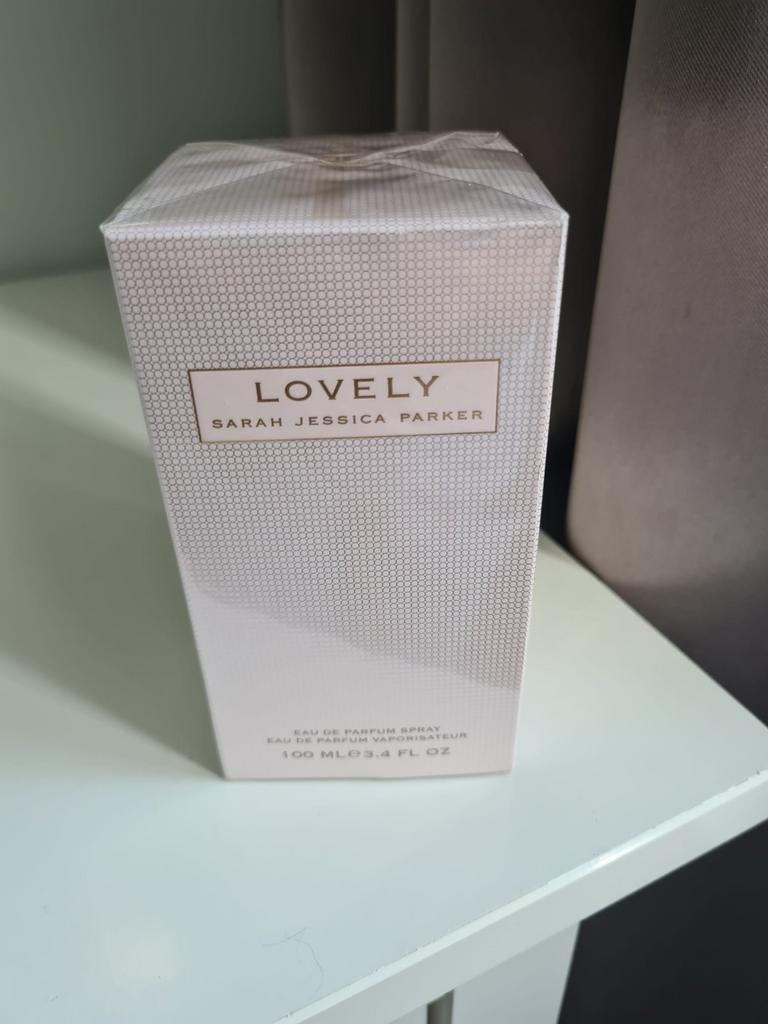 LOVELY
SARAH JESSICA PARKER
EAU DE PARFUM SPRAY
EAU DE PARFUM VAPORISATEUR
100 ML℮3.4 FL OZ